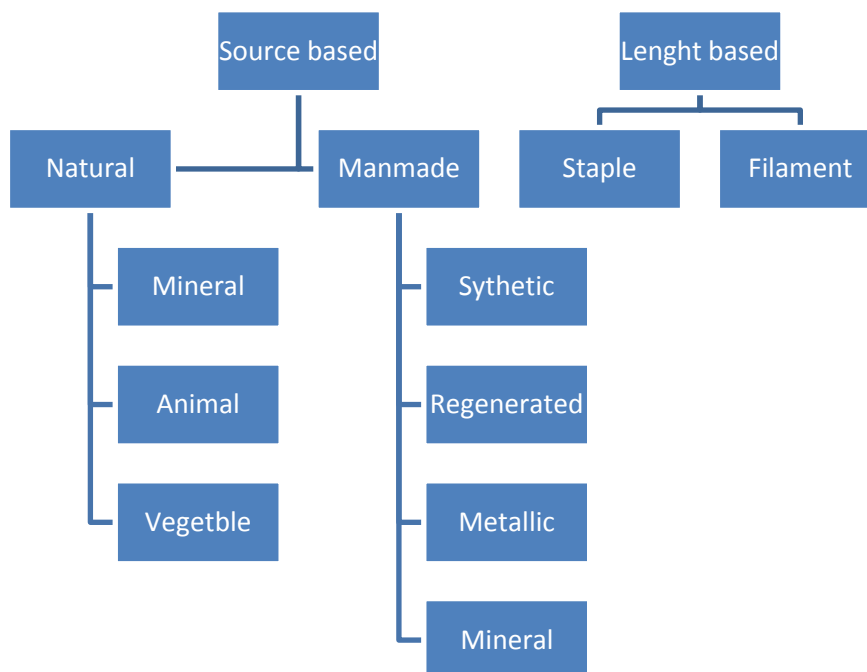 Source based
Lenght based
Natural
Manmade
Staple
Filament
Mineral
Sythetic
Animal
Regenerated
Vegetble
Metallic
Mineral